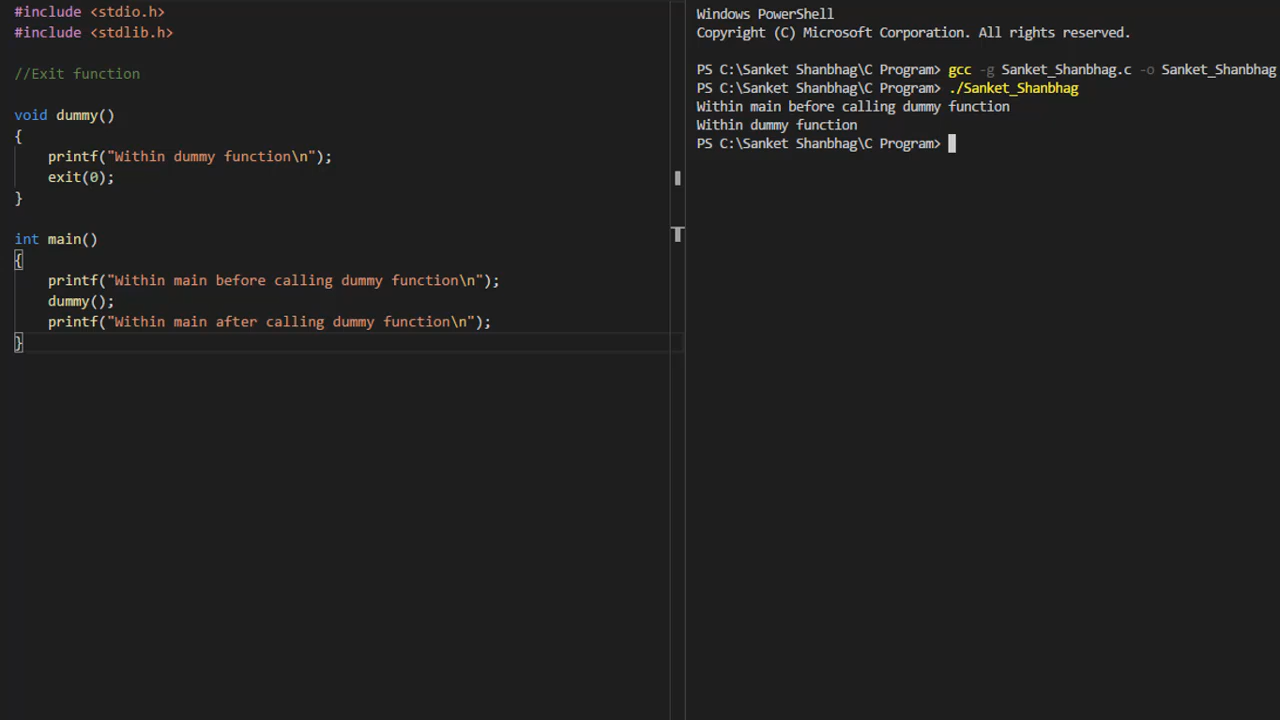 #include <stdio.h>
#include <stdlib.h>
//Exit function
void dummy()
{
printf("Within dummy function\n");
exit(0);
}
int main()
{
printf("Within main before calling dummy function\n");
dummy();
printf("Within main after calling dummy function\n");
}
Windows PowerShell
Copyright (C) Microsoft Corporation. All rights reserved.
PS C:\Sanket Shanbhag\C Program> gcc -g Sanket_Shanbhag.c -o Sanket_Shanbhag
PS C:\Sanket Shanbhag\C Program> ./Sanket_Shanbhag
Within main before calling dummy function
Within dummy function
PS C:\Sanket Shanbhag\C Program>